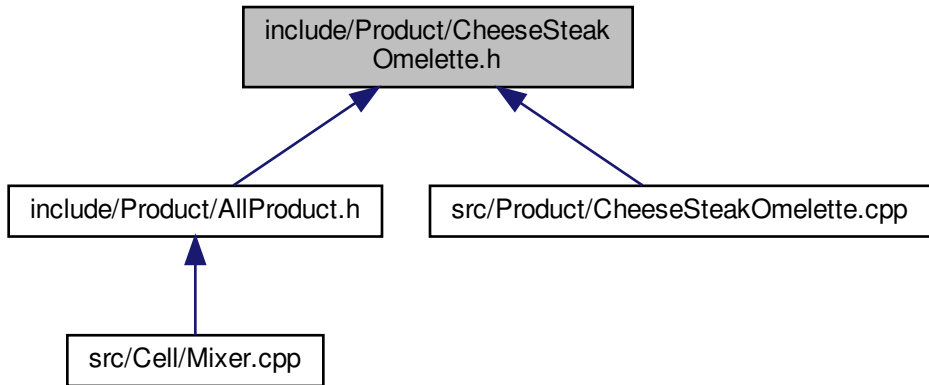 include/Product/CheeseSteak
Omelette.h
include/Product/AllProduct.h
src/Product/CheeseSteakOmelette.cpp
src/Cell/Mixer.cpp